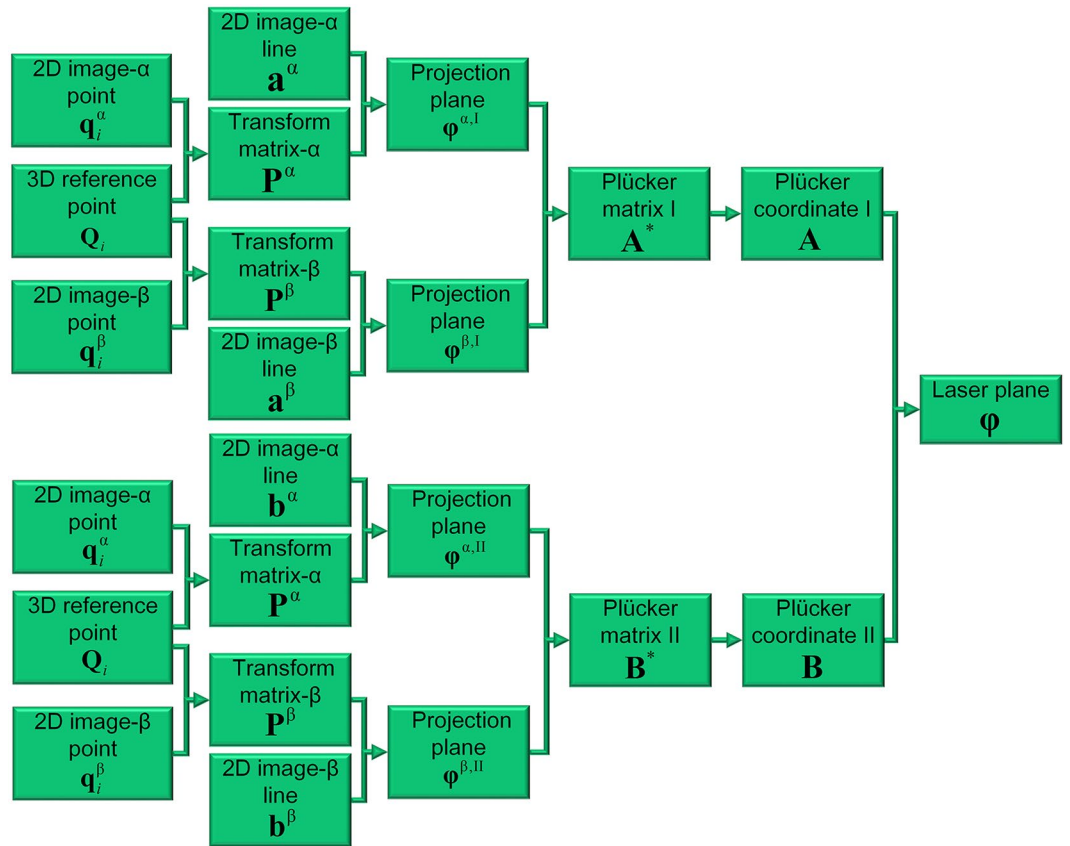 2D image-α
point
q_i^α
3D reference
point
Q_i
2D image-β
point
q_i^β
2D image-α
line
a^α
Transform
matrix-α
P^α
Transform
matrix-β
P^β
2D image-β
line
a^β
Projection
plane
φ^{α,I}
Projection
plane
φ^{β,I}
Plücker
matrix I
A^*
Plücker
coordinate I
A
2D image-α
point
q_i^α
3D reference
point
Q_i
2D image-β
point
q_i^β
2D image-α
line
b^α
Transform
matrix-α
P^α
Transform
matrix-β
P^β
2D image-β
line
b^β
Projection
plane
φ^{α,II}
Projection
plane
φ^{β,II}
Plücker
matrix II
B^*
Plücker
coordinate II
B
Laser plane
φ